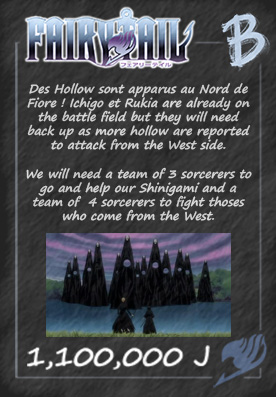 FAIRY TAIL
フェアリーテイル
B
Des Hollow sont apparus au Nord de
Fiore ! Ichigo et Rukia are already on
the battle field but they will need
back up as more hollow are reported
to attack from the West side.
We will need a team of 3 sorcerers to
go and help our Shinigami and a
team of 4 sorcerers to fight those
who come from the West.
1,100,000 J